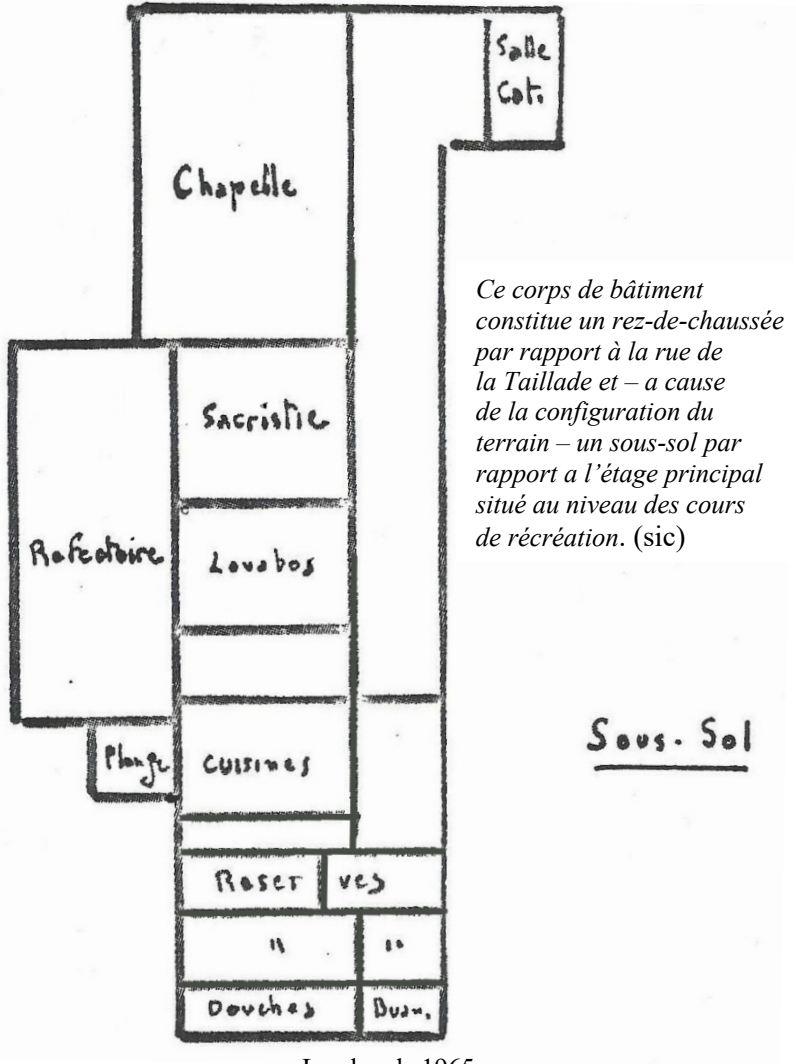 Salle
Cat.
Chapelle
Ce corps de bâtiment
constitue un rez-de-chaussée
par rapport à la rue de
la Taillade et – a cause
de la configuration du
terrain – un sous-sol par
rapport a l’étage principal
situé au niveau des cours
de récréation. (sic)
Sacristie
Refectoire
Lavabos
Sous-Sol
Plonge
Cuisines
Reser ves
" "
Douches Buan.